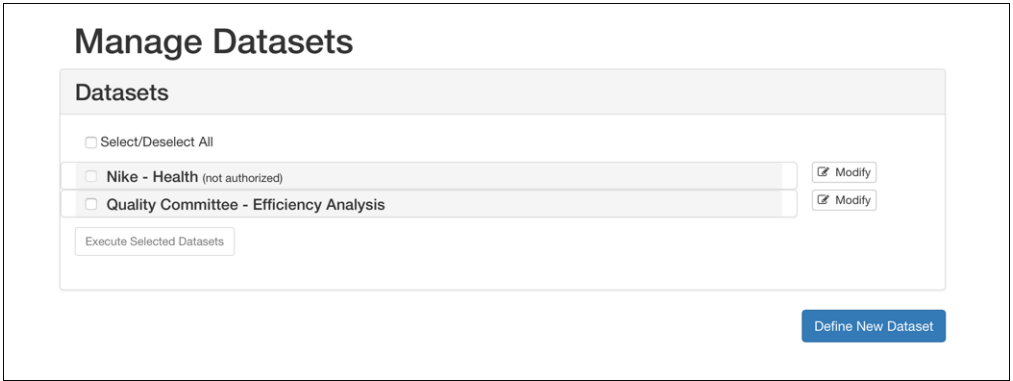 Manage Datasets
Datasets
Select/Deselect All
Nike - Health (not authorized)
Modify
Quality Committee - Efficiency Analysis
Modify
Execute Selected Datasets
Define New Dataset